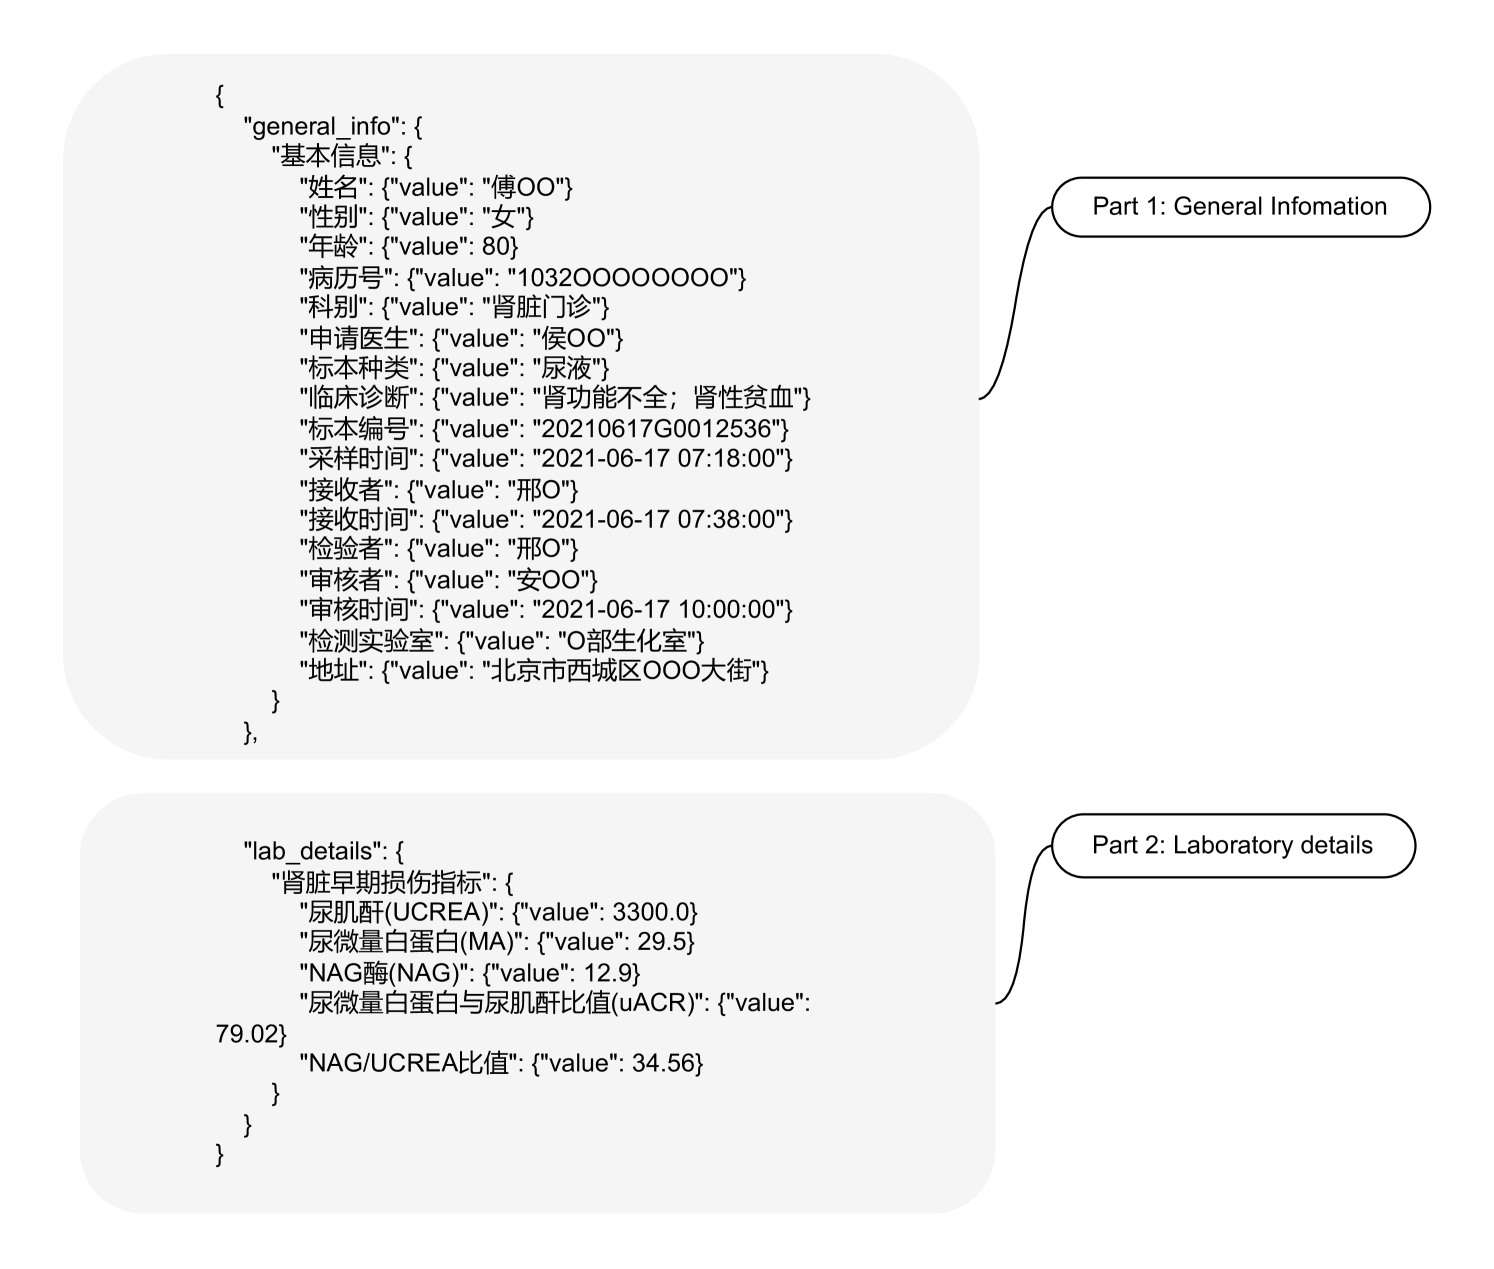 {
"general_info": {
"基本信息": {
"姓名": {"value": "傅OO"}
"性别": {"value": "女"}
"年龄": {"value": 80}
"病历号": {"value": "1032OOOOOOOO"}
"科别": {"value": "肾脏门诊"}
"申请医生": {"value": "侯OO"}
"标本种类": {"value": "尿液"}
"临床诊断": {"value": "肾功能不全；肾性贫血"}
"标本编号": {"value": "20210617G0012536"}
"采样时间": {"value": "2021-06-17 07:18:00"}
"接收者": {"value": "邢O"}
"接收时间": {"value": "2021-06-17 07:38:00"}
"检验者": {"value": "邢O"}
"审核者": {"value": "安OO"}
"审核时间": {"value": "2021-06-17 10:00:00"}
"检测实验室": {"value": "O部生化室"}
"地址": {"value": "北京市西城区OOO大街"}
}
},
Part 1: General Infomation
"lab_details": {
"肾脏早期损伤指标": {
"尿肌酐(UCREA)": {"value": 3300.0}
"尿微量白蛋白(MA)": {"value": 29.5}
"NAG酶(NAG)": {"value": 12.9}
"尿微量白蛋白与尿肌酐比值(uACR)": {"value":
79.02}
"NAG/UCREA比值": {"value": 34.56}
}
}
}
Part 2: Laboratory details